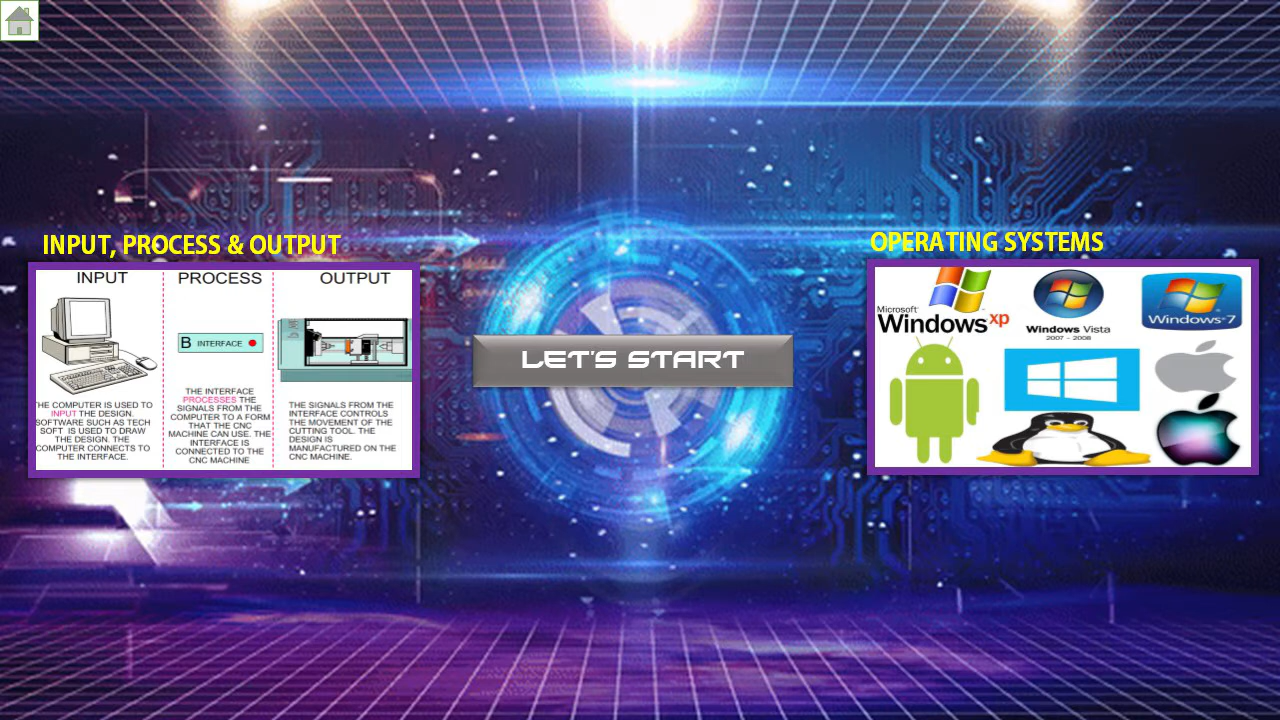 INPUT, PROCESS & OUTPUT
INPUT
PROCESS
OUTPUT
B INTERFACE
THE COMPUTER IS USED TO
INPUT THE DESIGN.
SOFTWARE SUCH AS TECH
SOFT IS USED TO DRAW
THE DESIGN. THE
COMPUTER CONNECTS TO
THE INTERFACE.
THE INTERFACE
PROCESSES THE
SIGNALS FROM THE
COMPUTER TO A FORM
THAT THE CNC
MACHINE CAN USE. THE
INTERFACE IS
CONNECTED TO THE
CNC MACHINE
THE SIGNALS FROM THE
INTERFACE CONTROLS
THE MOVEMENT OF THE
CUTTING TOOL. THE
DESIGN IS
MANUFACTURED ON THE
CNC MACHINE.
LET'S START
OPERATING SYSTEMS
Microsoft
Windows xp
Windows Vista
2007 - 2008
Windows 7